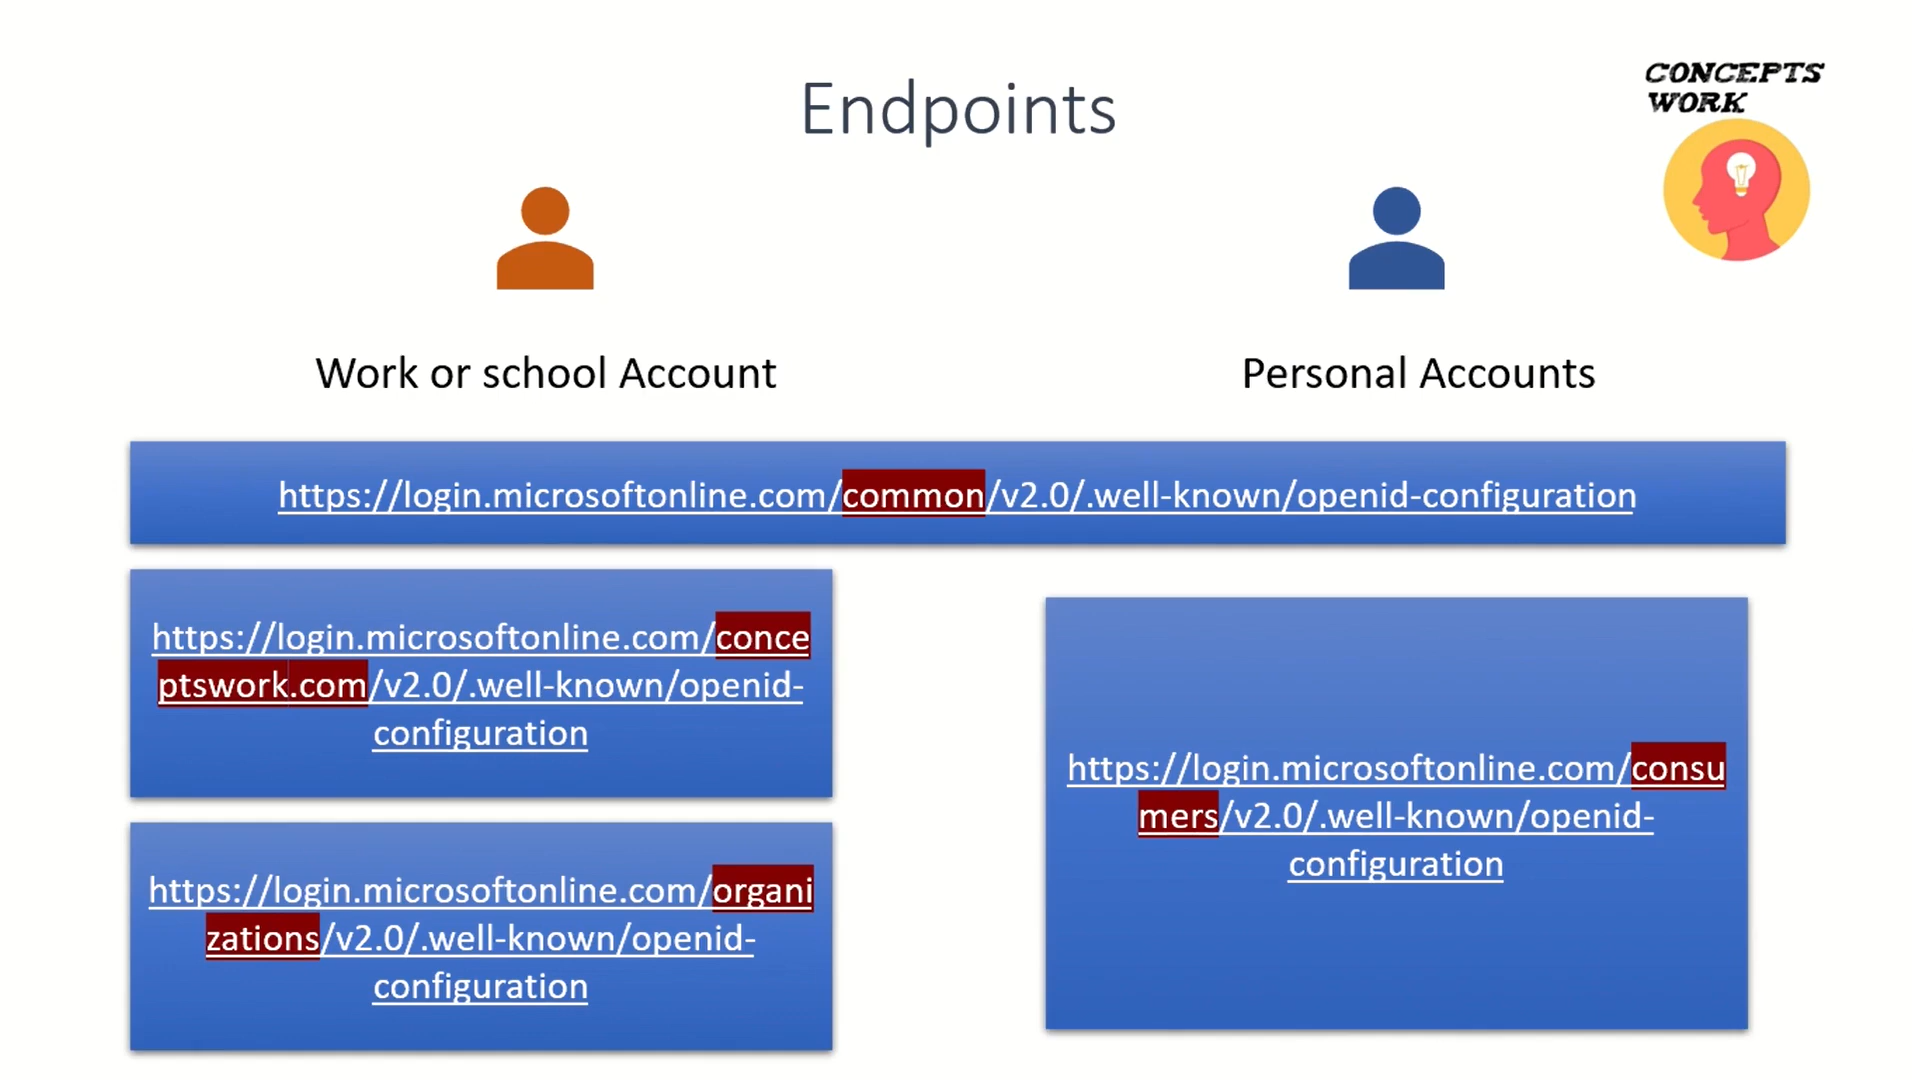 Endpoints
CONCEPTS
WORK
Work or school Account
Personal Accounts
https://login.microsoftonline.com/common/v2.0/.well-known/openid-configuration
https://login.microsoftonline.com/conce
ptswork.com/v2.0/.well-known/openid-
configuration
https://login.microsoftonline.com/organi
zations/v2.0/.well-known/openid-
configuration
https://login.microsoftonline.com/consu
mers/v2.0/.well-known/openid-
configuration